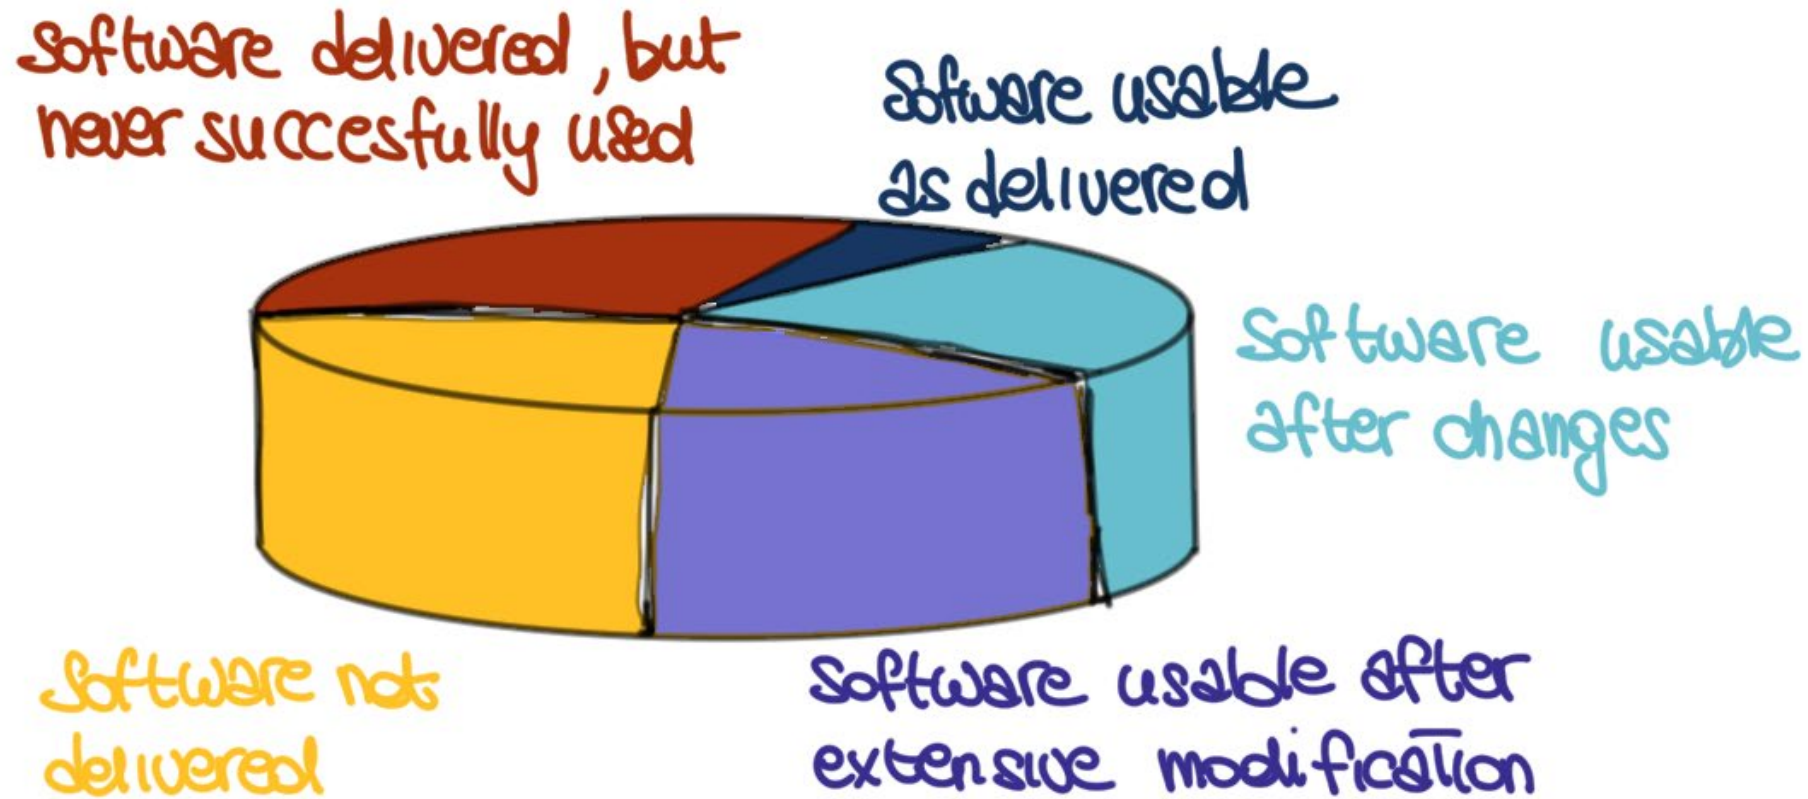 Software delivered, but
never succesfully used
Sofware usable
as delivered
Software usable
after changes
Software not
delivered
Software usable after
extensive modification